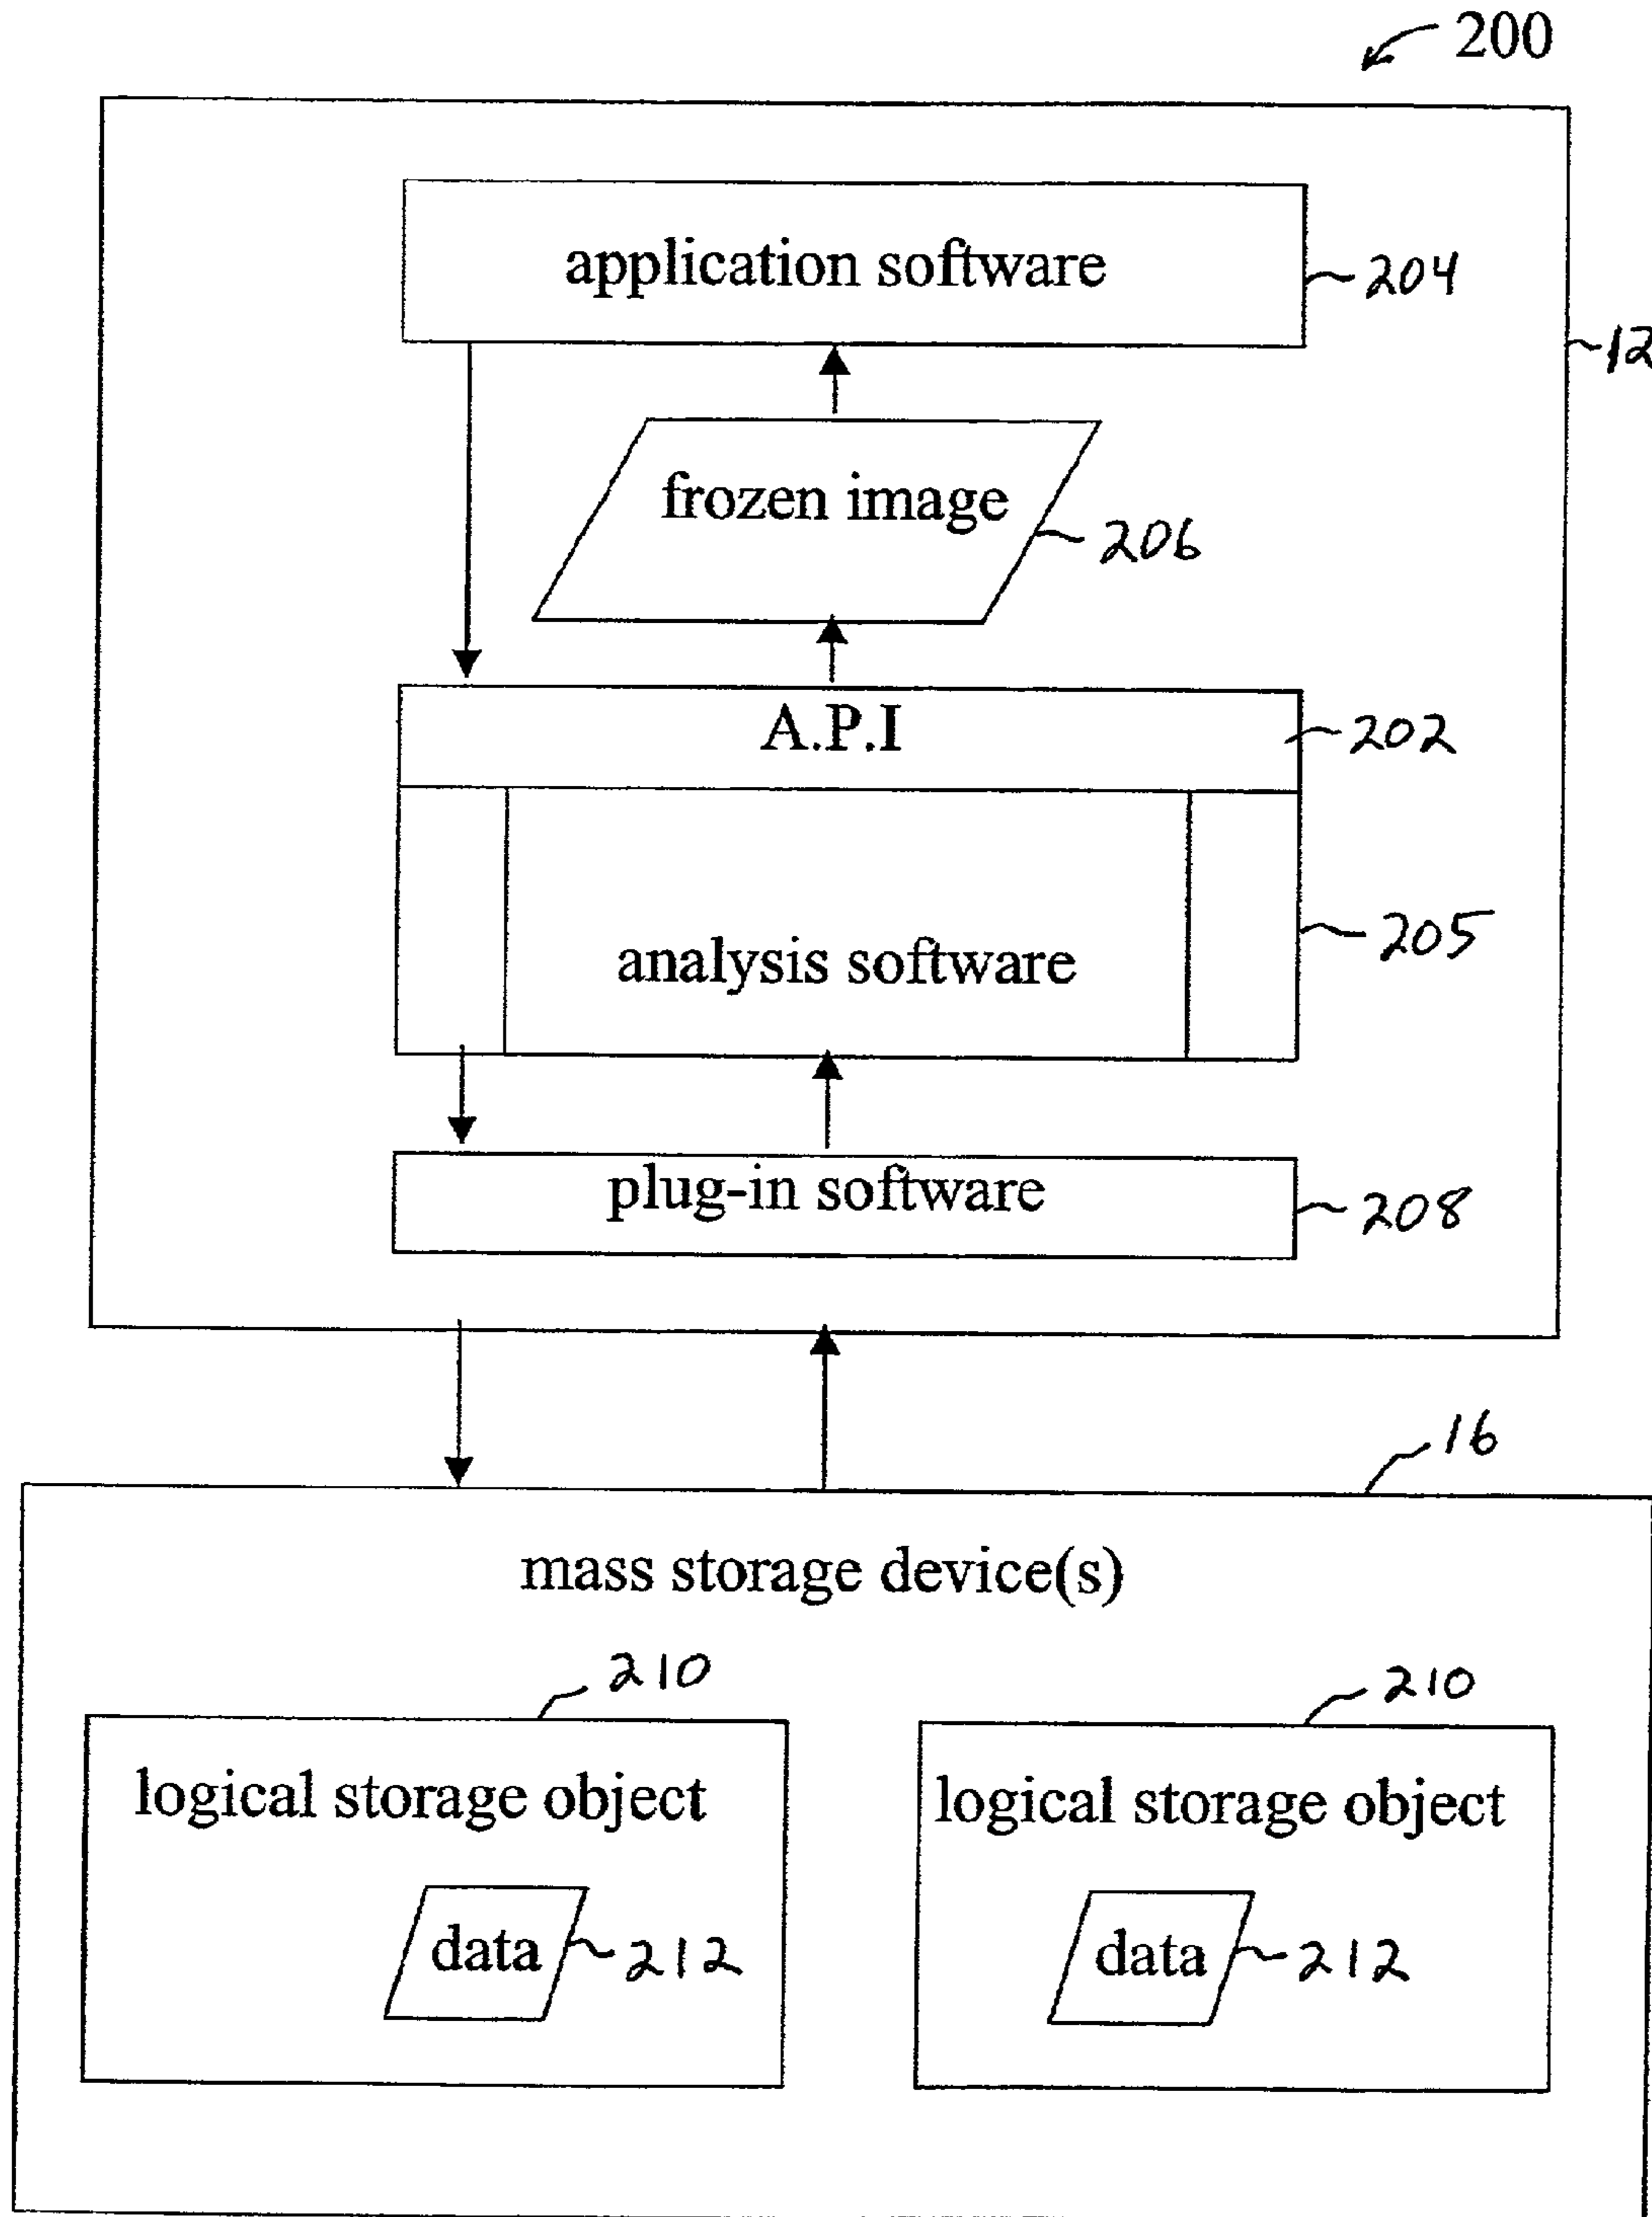 200
application software
204
12
frozen image
206
A.P.I
202
analysis software
205
plug-in software
208
16
mass storage device(s)
210
210
logical storage object
logical storage object
data
212
data
212